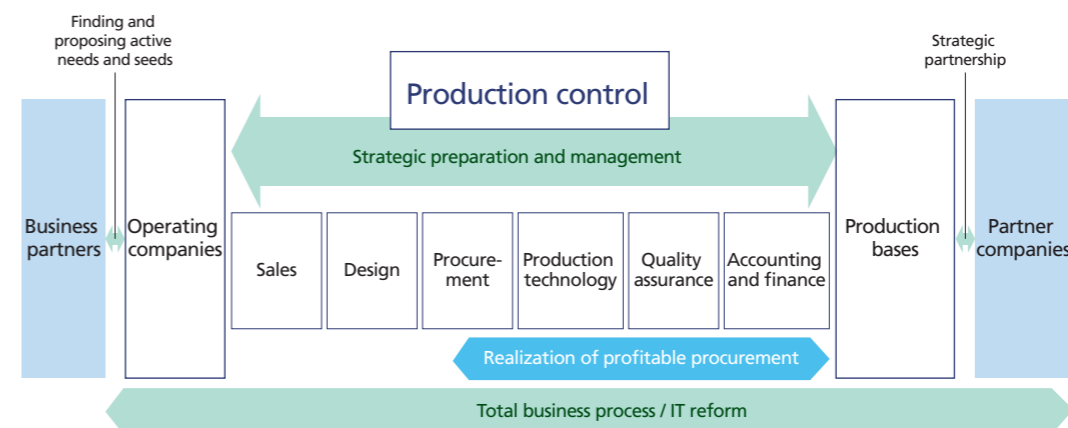 Finding and
proposing active
needs and seeds
Strategic
partnership
Production control
Strategic preparation and management
Business
partners
Operating
companies
Sales
Design
Procure-
ment
Production
technology
Quality
assurance
Accounting
and finance
Production
bases
Partner
companies
Realization of profitable procurement
Total business process / IT reform